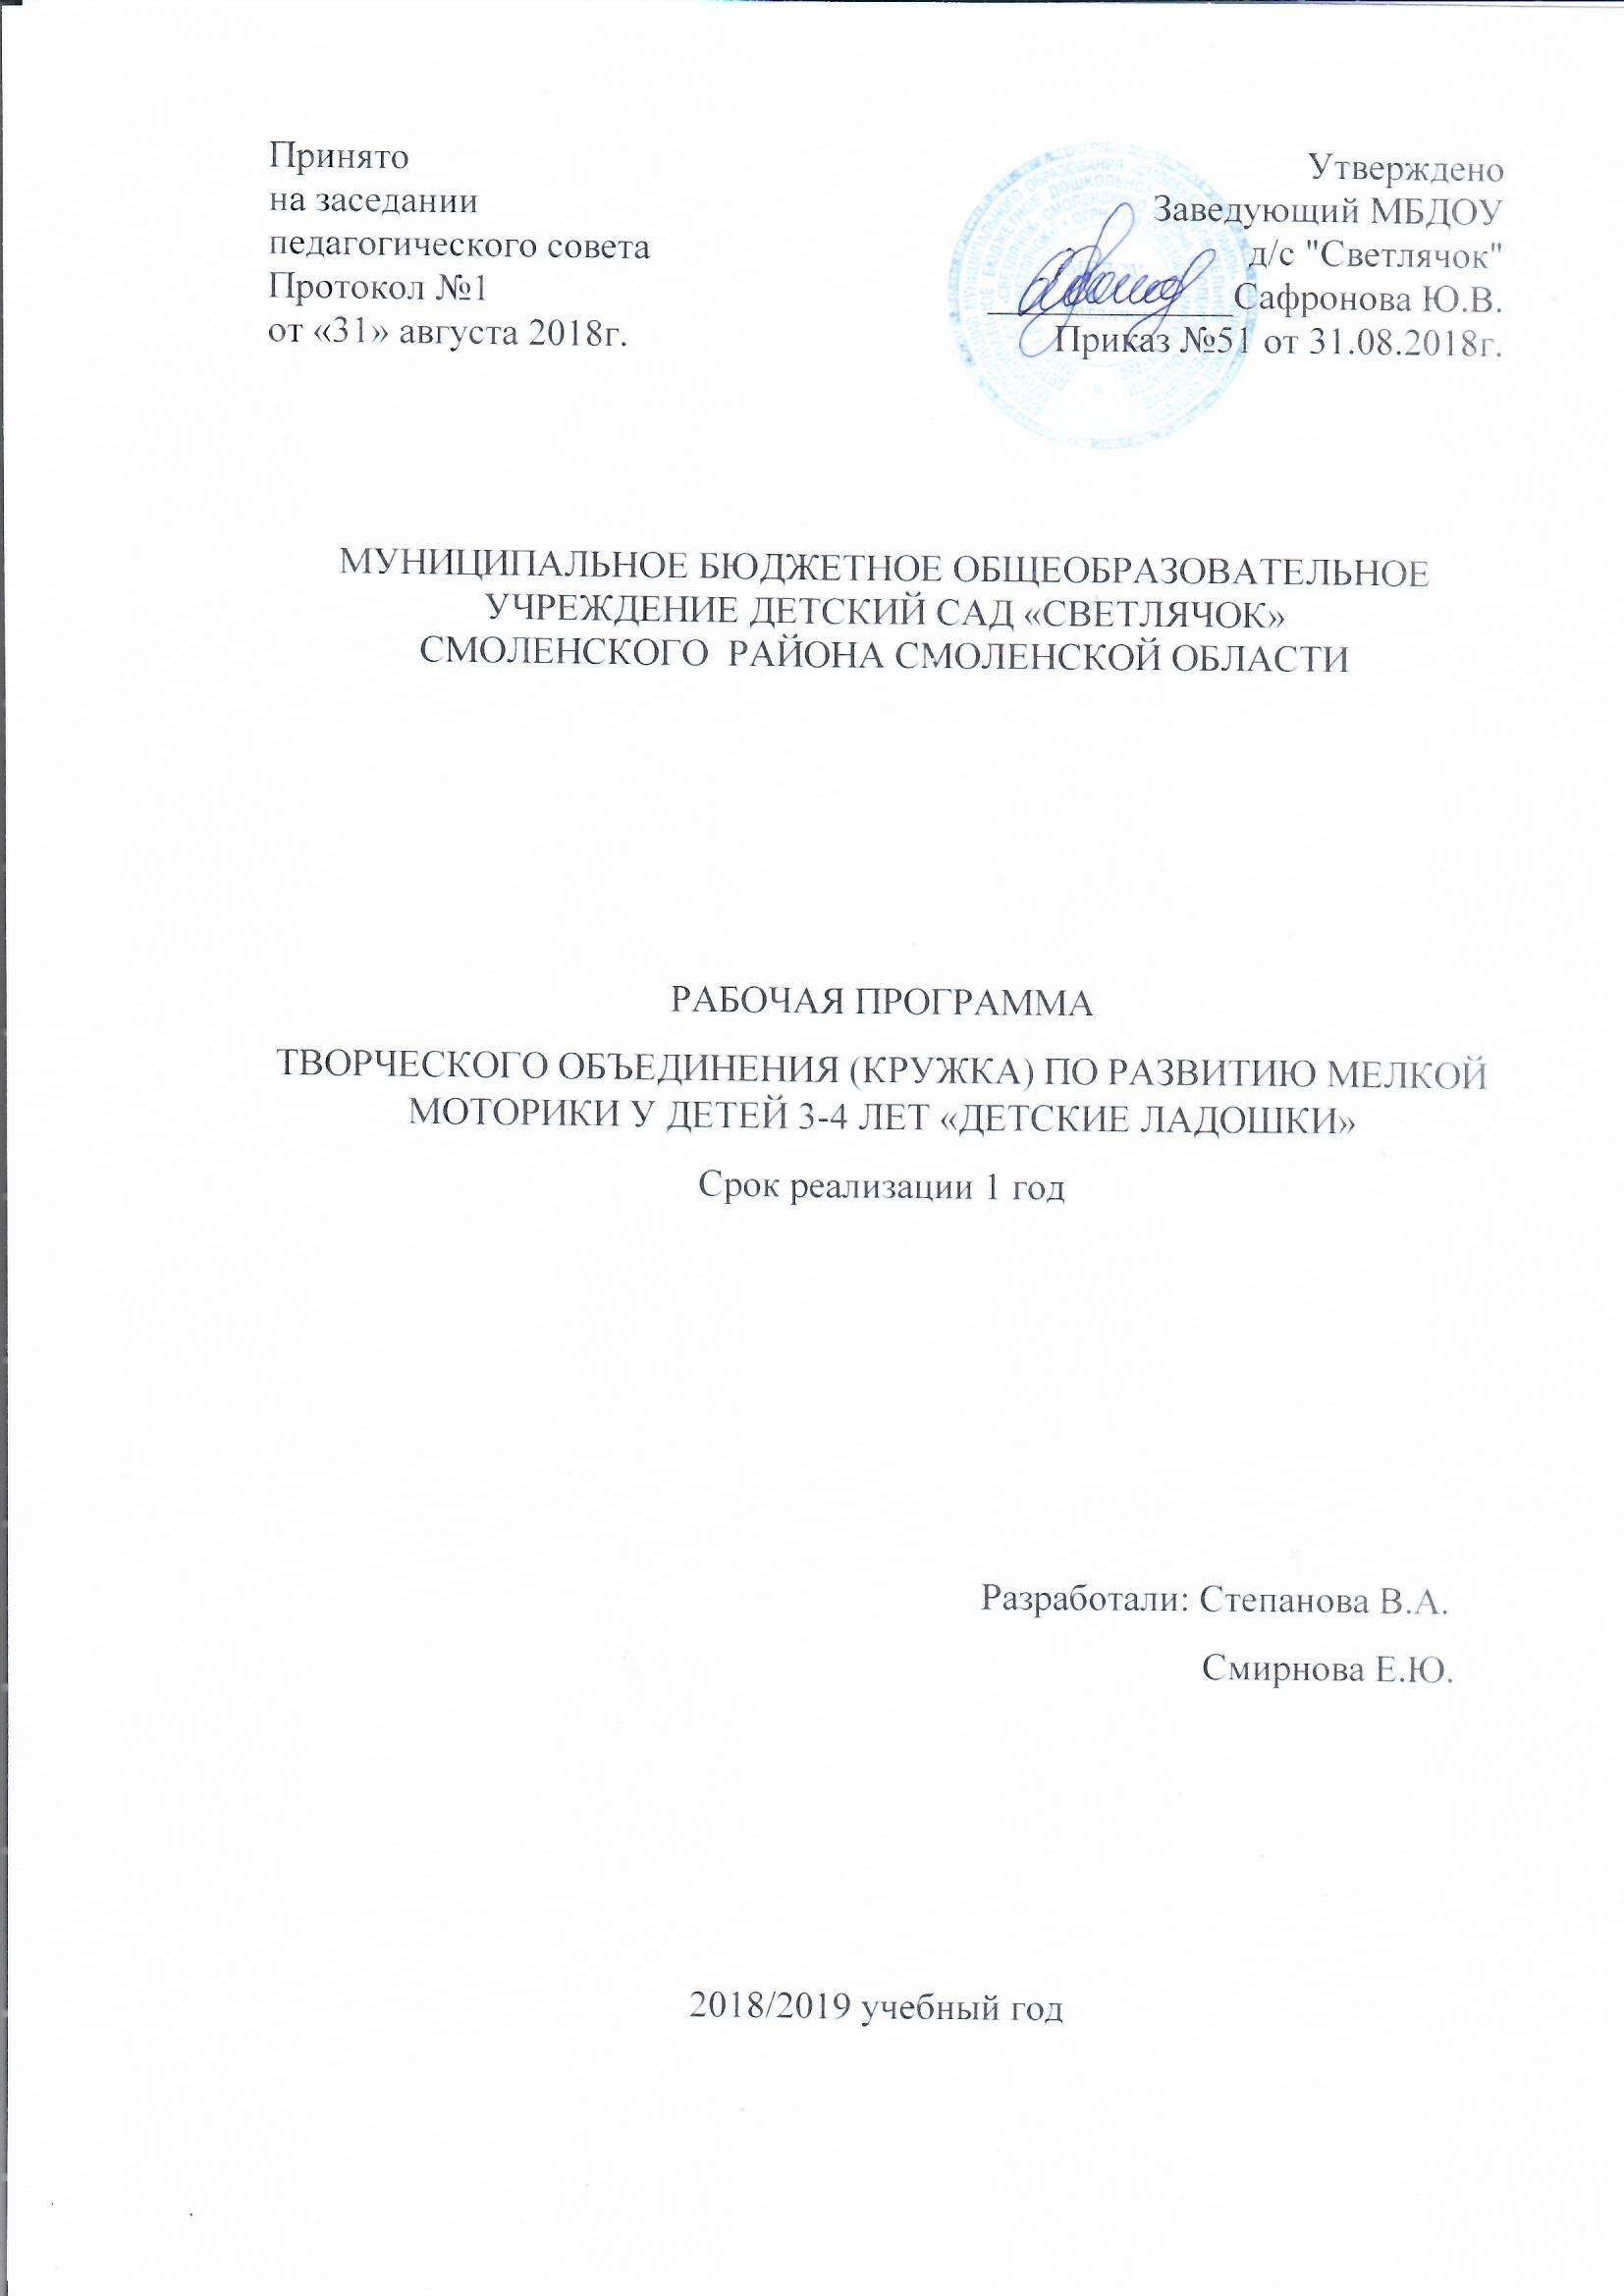 Принято
на заседании
педагогического совета
Протокол №1
от «31» августа 2018г.
Утверждено
Заведующий МБДОУ
д/с "Светлячок"
Сафронова Ю.В.
Приказ №51 от 31.08.2018г.
МУНИЦИПАЛЬНОЕ БЮДЖЕТНОЕ ОБЩЕОБРАЗОВАТЕЛЬНОЕ
УЧРЕЖДЕНИЕ ДЕТСКИЙ САД «СВЕТЛЯЧОК»
СМОЛЕНСКОГО РАЙОНА СМОЛЕНСКОЙ ОБЛАСТИ
РАБОЧАЯ ПРОГРАММА
ТВОРЧЕСКОГО ОБЪЕДИНЕНИЯ (КРУЖКА) ПО РАЗВИТИЮ МЕЛКОЙ
МОТОРИКИ У ДЕТЕЙ 3-4 ЛЕТ «ДЕТСКИЕ ЛАДОШКИ»
Срок реализации 1 год
Разработали: Степанова В.А.
Смирнова Е.Ю.
2018/2019 учебный год